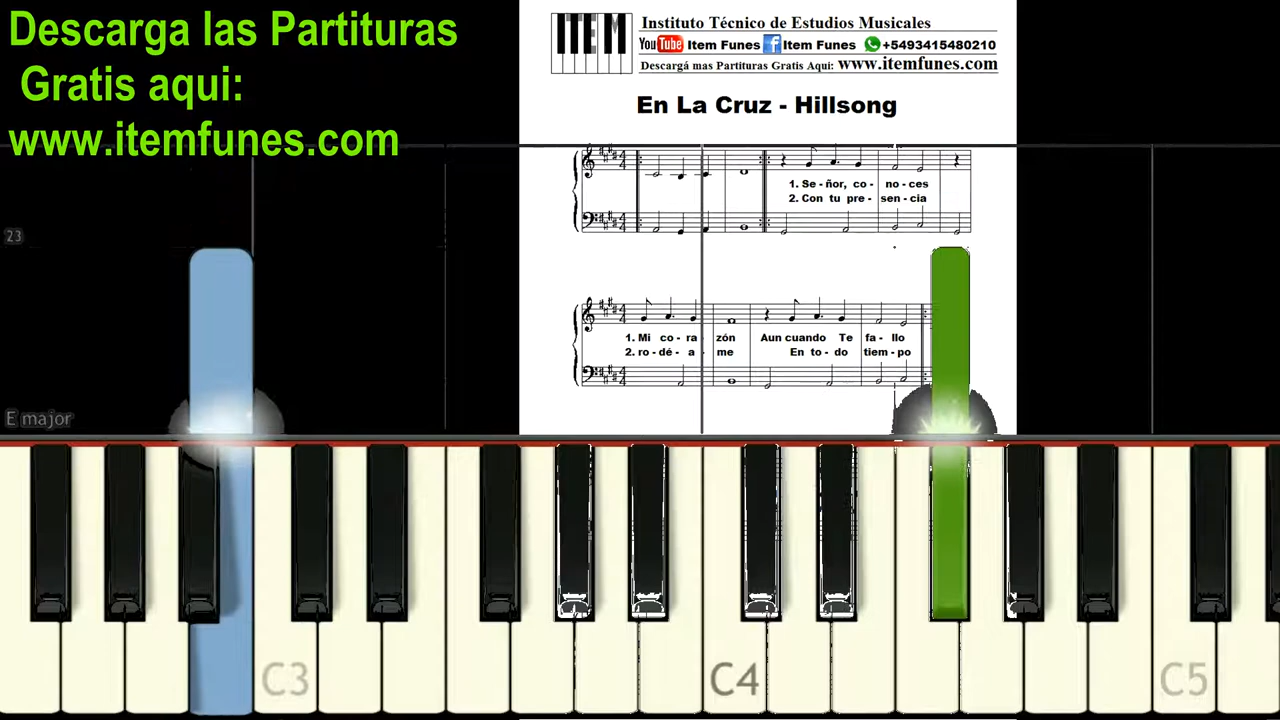 Descarga las Partituras
Gratis aqui:
www.itemfunes.com
ITEM
Instituto Técnico de Estudios Musicales
YouTube Item Funes f Item Funes +5493415480210
Descargá mas Partituras Gratis Aqui: www.itemfunes.com
En La Cruz - Hillsong
1. Se - ñor, co - no - ces
2. Con tu pre - sen - cia
23
1. Mi co - ra - zón Aun cuando Te fa - llo
2. ro - dé - a - me En to - do tiem - po
E major
C3 C4 C5